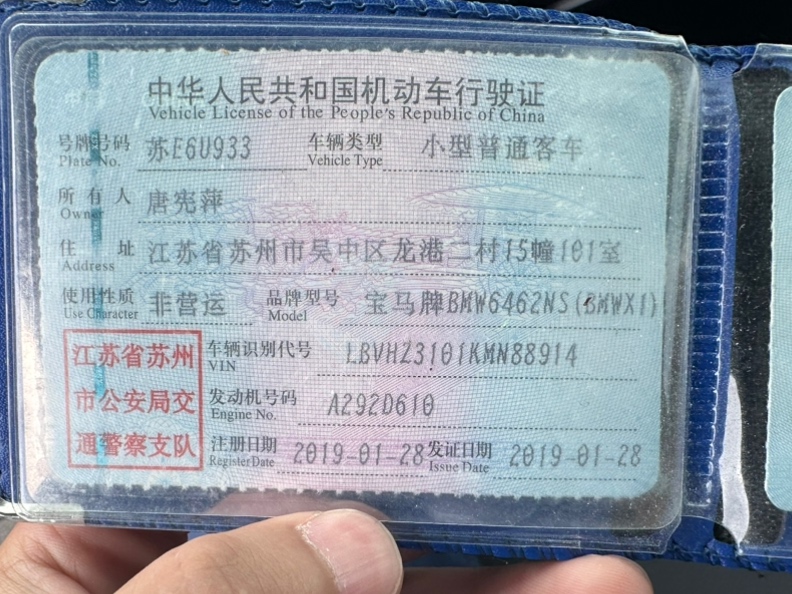 中华人民共和国机动车行驶证
Vehicle License of the People's Republic of China
号牌号码 苏E6U933 车辆类型 小型普通客车
Plate No. Vehicle Type
所有人 唐宪萍
Owner
住址 江苏省苏州市吴中区龙港二村15幢101室
Address
使用性质 非营运 品牌型号 宝马牌BMW6462NS(BMWX1)
Use Character Model
江苏省苏州 车辆识别代号 LBVHZ3101KMN88914
VIN
市公安局交 发动机号码 A292D610
Engine No.
通警察支队 注册日期 2019-01-28 发证日期 2019-01-28
Register Date Issue Date